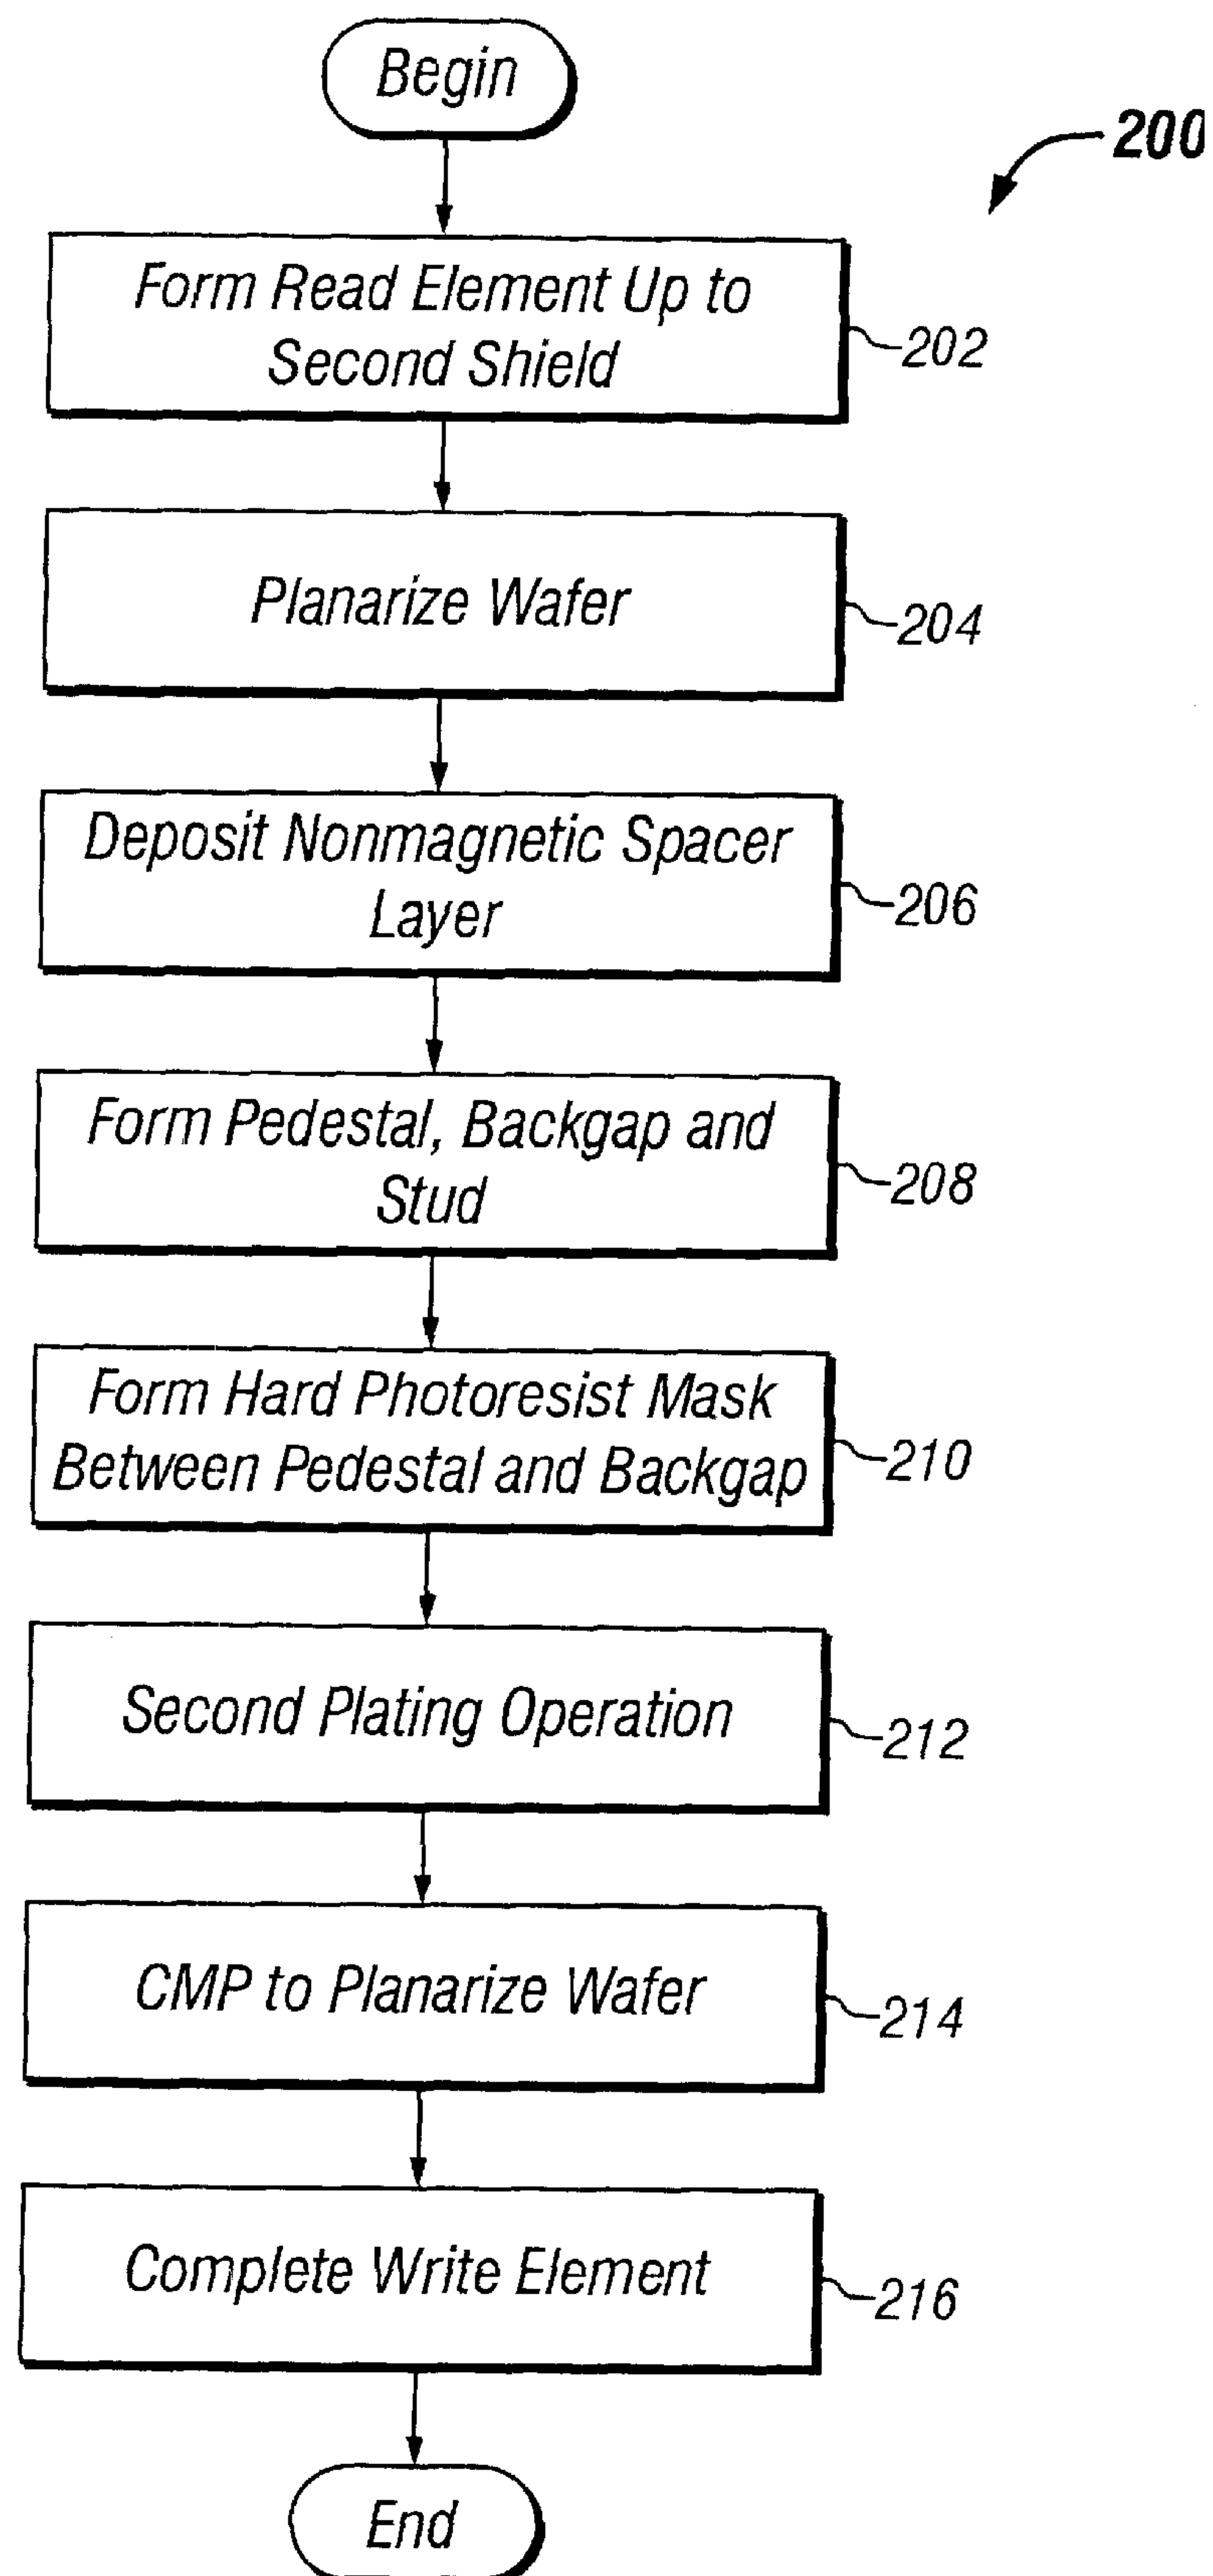 Begin
200
Form Read Element Up to
Second Shield
202
Planarize Wafer
204
Deposit Nonmagnetic Spacer
Layer
206
Form Pedestal, Backgap and
Stud
208
Form Hard Photoresist Mask
Between Pedestal and Backgap
210
Second Plating Operation
212
CMP to Planarize Wafer
214
Complete Write Element
216
End